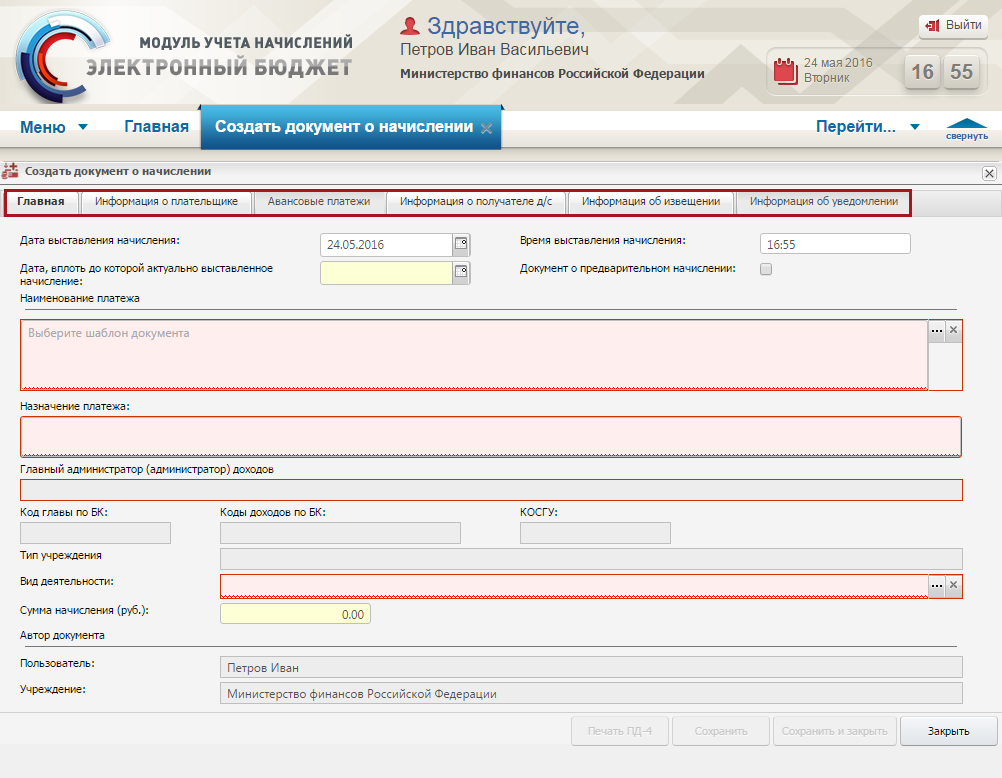 МОДУЛЬ УЧЕТА НАЧИСЛЕНИЙ
ЭЛЕКТРОННЫЙ БЮДЖЕТ
Здравствуйте,
Петров Иван Васильевич
Министерство финансов Российской Федерации
Выйти
24 мая 2016
Вторник
16 55
Меню Главная Создать документ о начислении Перейти... свернуть
Создать документ о начислении
Главная Информация о плательщике Авансовые платежи Информация о получателе д/с Информация об извещении Информация об уведомлении
Дата выставления начисления: 24.05.2016 Время выставления начисления: 16:55
Дата, вплоть до которой актуально выставленное
начисление:
Документ о предварительном начислении:
Наименование платежа
Выберите шаблон документа
Назначение платежа:
Главный администратор (администратор) доходов
Код главы по БК: Коды доходов по БК: КОСГУ:
Тип учреждения
Вид деятельности:
Сумма начисления (руб.): 0.00
Автор документа
Пользователь: Петров Иван
Учреждение: Министерство финансов Российской Федерации
Печать ПД-4 Сохранить Сохранить и закрыть Закрыть